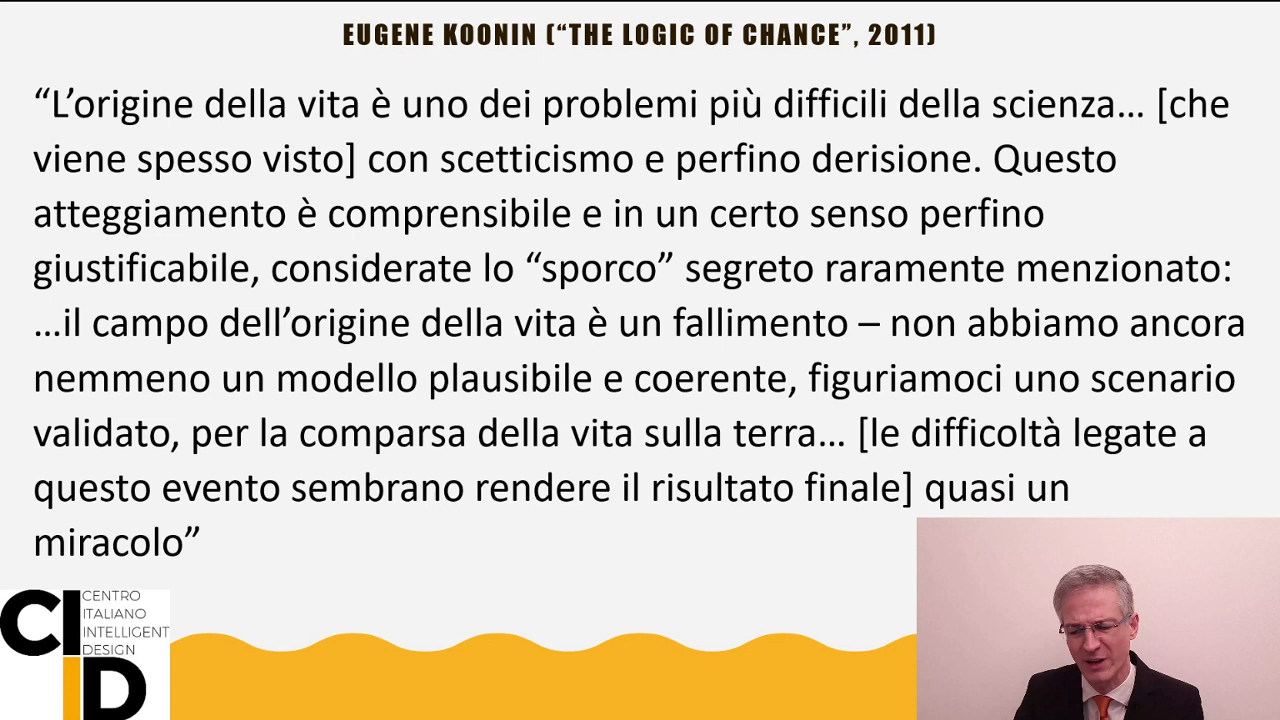 EUGENE KOONIN (“THE LOGIC OF CHANCE”, 2011)
“L’origine della vita è uno dei problemi più difficili della scienza… [che
viene spesso visto] con scetticismo e perfino derisione. Questo
atteggiamento è comprensibile e in un certo senso perfino
giustificabile, considerate lo “sporco” segreto raramente menzionato:
…il campo dell’origine della vita è un fallimento – non abbiamo ancora
nemmeno un modello plausibile e coerente, figuriamoci uno scenario
validato, per la comparsa della vita sulla terra… [le difficoltà legate a
questo evento sembrano rendere il risultato finale] quasi un
miracolo”
CI
D
CENTRO
ITALIANO
INTELLIGENT
DESIGN